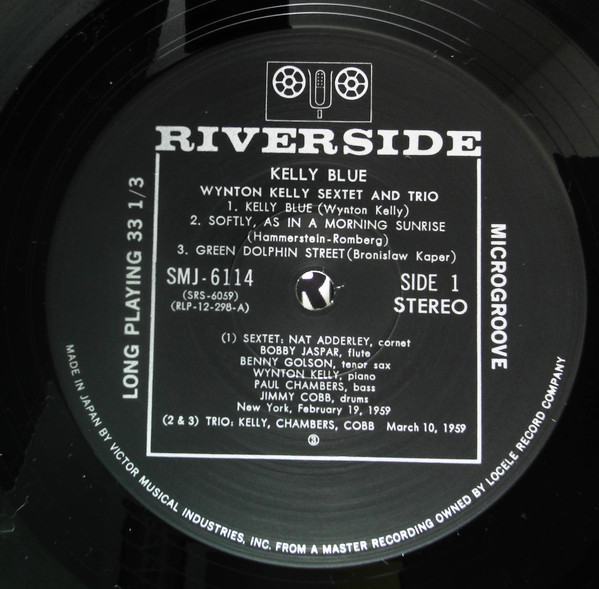 RIVERSIDE
KELLY BLUE
WYNTON KELLY SEXTET AND TRIO
1. KELLY BLUE (Wynton Kelly)
2. SOFTLY, AS IN A MORNING SUNRISE
(Hammerstein-Romberg)
3. GREEN DOLPHIN STREET (Bronislaw Kaper)
SMJ-6114
(SRS-6059)
(RLP-12-298-A)
SIDE 1
STEREO
R
(1) SEXTET: NAT ADDERLEY, cornet
BOBBY JASPAR, flute
BENNY GOLSON, tenor sax
WYNTON KELLY, piano
PAUL CHAMBERS, bass
JIMMY COBB, drums
New York, February 19, 1959
(2 & 3) TRIO: KELLY, CHAMBERS, COBB March 10, 1959
LONG PLAYING 33 1/3
MICROGROOVE
MADE IN JAPAN BY VICTOR MUSICAL INDUSTRIES, INC. FROM A MASTER RECORDING OWNED BY LOCELE RECORD COMPANY